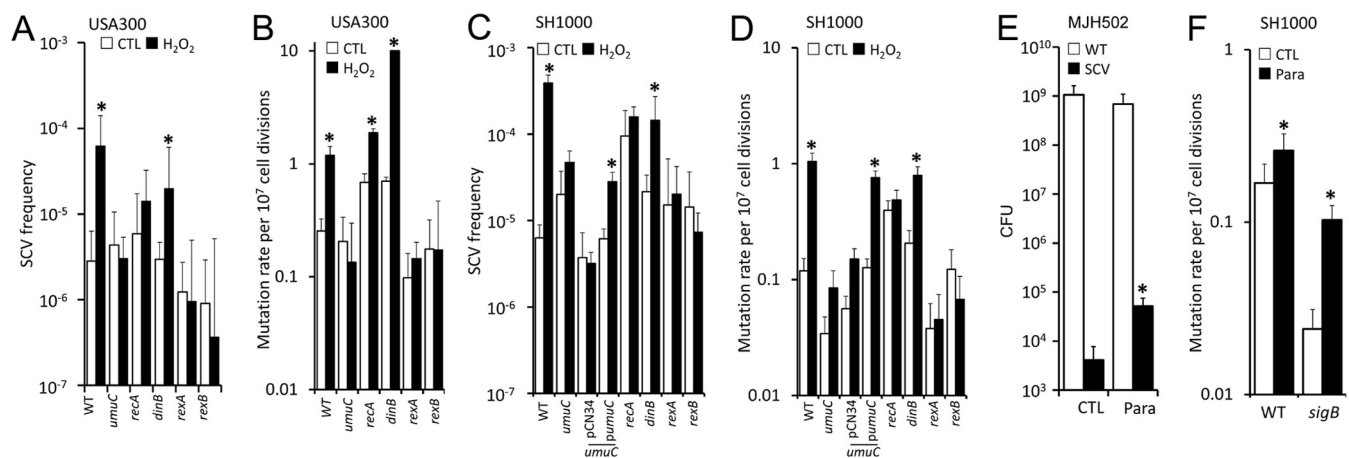 A
USA300
CTL H₂O₂
SCV frequency
10⁻³
10⁻⁴
10⁻⁵
10⁻⁶
10⁻⁷
WT
umuC
recA
dinB
rexA
rexB
*
*
B
USA300
CTL
H₂O₂
Mutation rate per 10⁷ cell divisions
10
1
0.1
0.01
WT
umuC
recA
dinB
rexA
rexB
*
*
*
C
SH1000
CTL H₂O₂
SCV frequency
10⁻³
10⁻⁴
10⁻⁵
10⁻⁶
10⁻⁷
WT
umuC
pCN34
pumuC
recA
dinB
rexA
rexB
umuC
*
*
*
D
SH1000
CTL H₂O₂
Mutation rate per 10⁷ cell divisions
10
1
0.1
0.01
WT
umuC
pCN34
pumuC
recA
dinB
rexA
rexB
umuC
*
*
*
E
MJH502
WT
SCV
CFU
10¹⁰
10⁹
10⁸
10⁷
10⁶
10⁵
10⁴
10³
CTL Para
*
F
SH1000
CTL
Para
Mutation rate per 10⁷ cell divisions
1
0.1
0.01
WT sigB
*
*